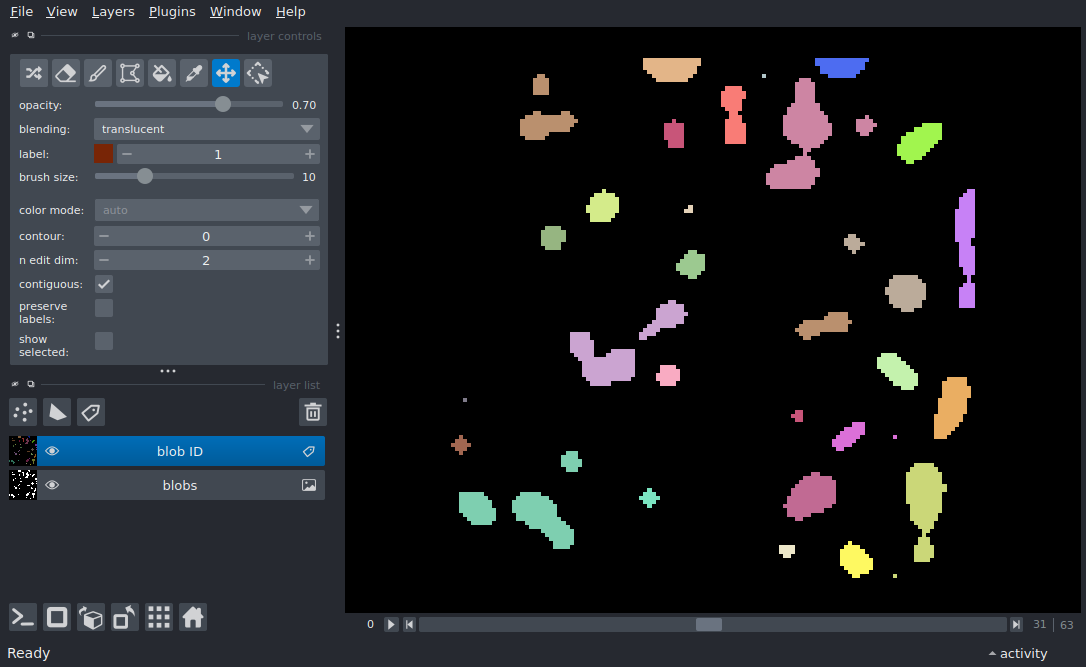 File View Layers Plugins Window Help
layer controls
opacity: 0.70
blending: translucent
label: 1
brush size: 10
color mode: auto
contour: 0
n edit dim: 2
contiguous:
preserve
labels:
show
selected:
layer list
blob ID
blobs
0 31 63
Ready activity